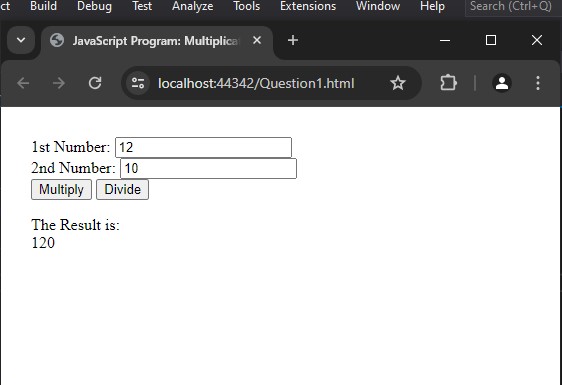 ct Build Debug Test Analyze Tools Extensions Window Help Search (Ctrl+Q)
JavaScript Program: Multiplica
localhost:44342/Question1.html
1st Number: 12
2nd Number: 10
Multiply Divide
The Result is:
120